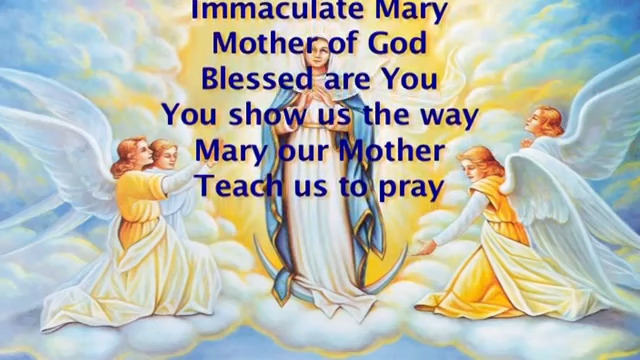 Immaculate Mary
Mother of God
Blessed are You
You show us the way
Mary our Mother
Teach us to pray